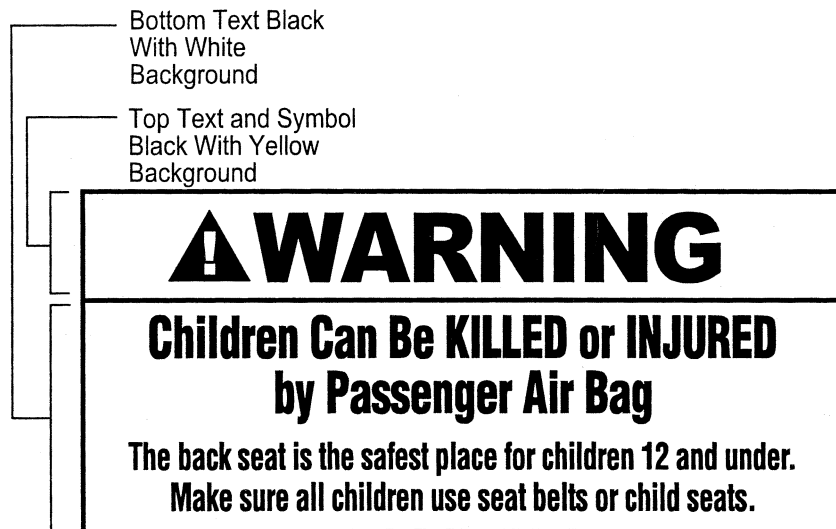 Bottom Text Black
With White
Background
Top Text and Symbol
Black With Yellow
Background
WARNING
Children Can Be KILLED or INJURED
by Passenger Air Bag
The back seat is the safest place for children 12 and under.
Make sure all children use seat belts or child seats.